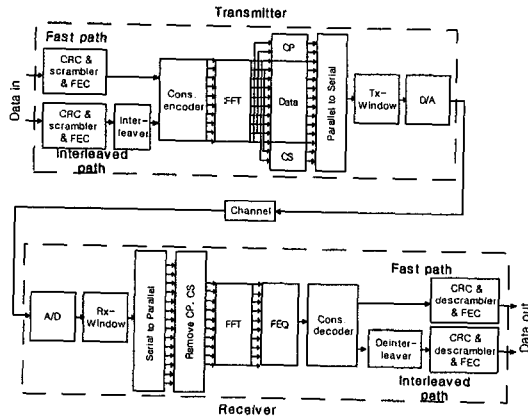 Transmitter
Fast path
CP
CRC &
scrambler
& FEC
Data in
Cons.
encoder
:FFT
Data
Parallel to Serial
Tx-
Window
D/A
CRC &
scrambler
& FEC
Inter-
leaver
Interleaved
path
CS
Channel
Fast path
A/D
Rx-
Window
Serial to Parallel
Remove CP, CS
FFT
FEQ
Cons.
decoder
CRC &
descrambler
& FEC
Data out
Deinter-
leaver
CRC &
descrambler
& FEC
Interleaved
path
Receiver